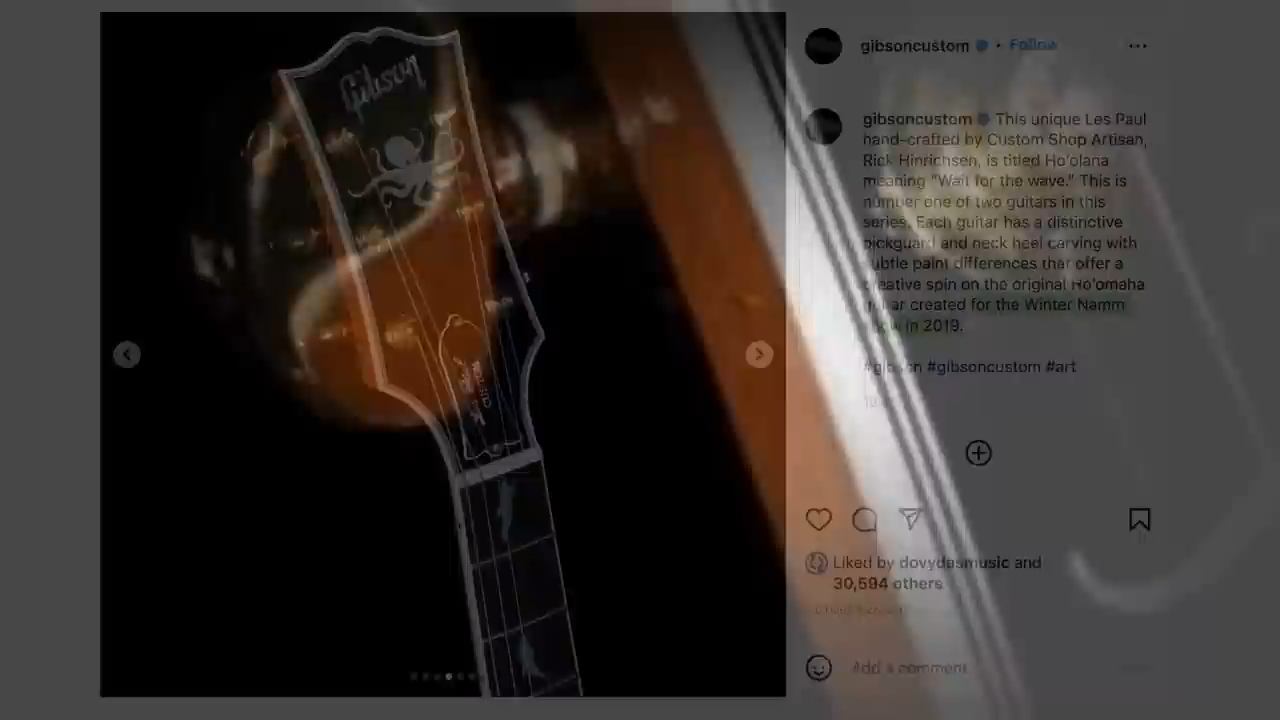 Gibson
gibsoncustom • Follow
gibsoncustom This unique Les Paul
hand-crafted by Custom Shop Artisan,
Rick Hinrichsen, is titled Ho'olana
meaning "Wait for the wave." This is
number one of two guitars in this
series. Each guitar has a distinctive
pickguard and neck heel carving with
subtle paint differences that offer a
creative spin on the original Ho'omaha
guitar created for the Winter Namm
in 2019.
#gibson #gibsoncustom #art
Liked by dovydasmusic and
30,594 others
Add a comment